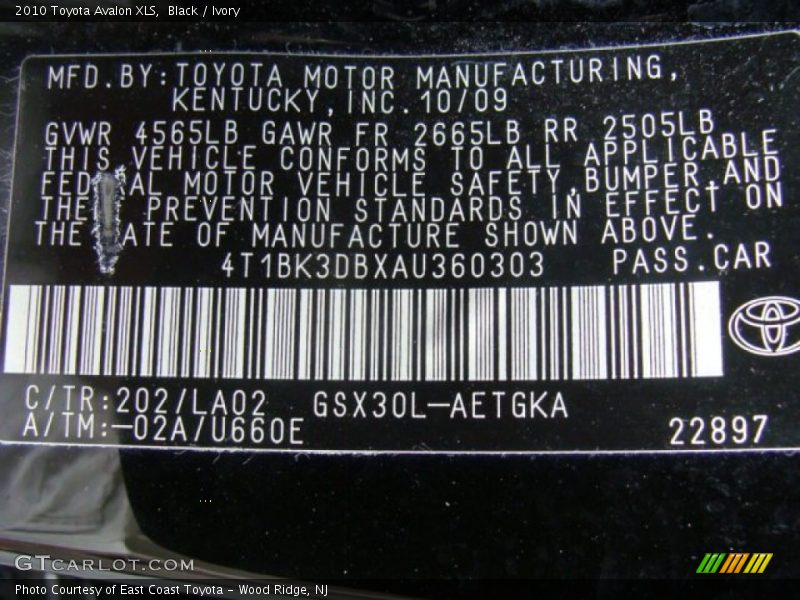 2010 Toyota Avalon XLS, Black / Ivory
MFD.BY:TOYOTA MOTOR MANUFACTURING,
KENTUCKY,INC. 10/09
GVWR 4565LB GAWR FR 2665LB RR 2505LB
THIS VEHICLE CONFORMS TO ALL APPLICABLE
FED AL MOTOR VEHICLE SAFETY,BUMPER,AND
THE PREVENTION STANDARDS IN EFFECT ON
THE ATE OF MANUFACTURE SHOWN ABOVE.
4T1BK3DBXAU360303 PASS.CAR
C/TR:202/LA02 GSX30L-AETGKA
A/TM:-02A/U660E
22897
GTCARLOT.COM
Photo Courtesy of East Coast Toyota - Wood Ridge, NJ